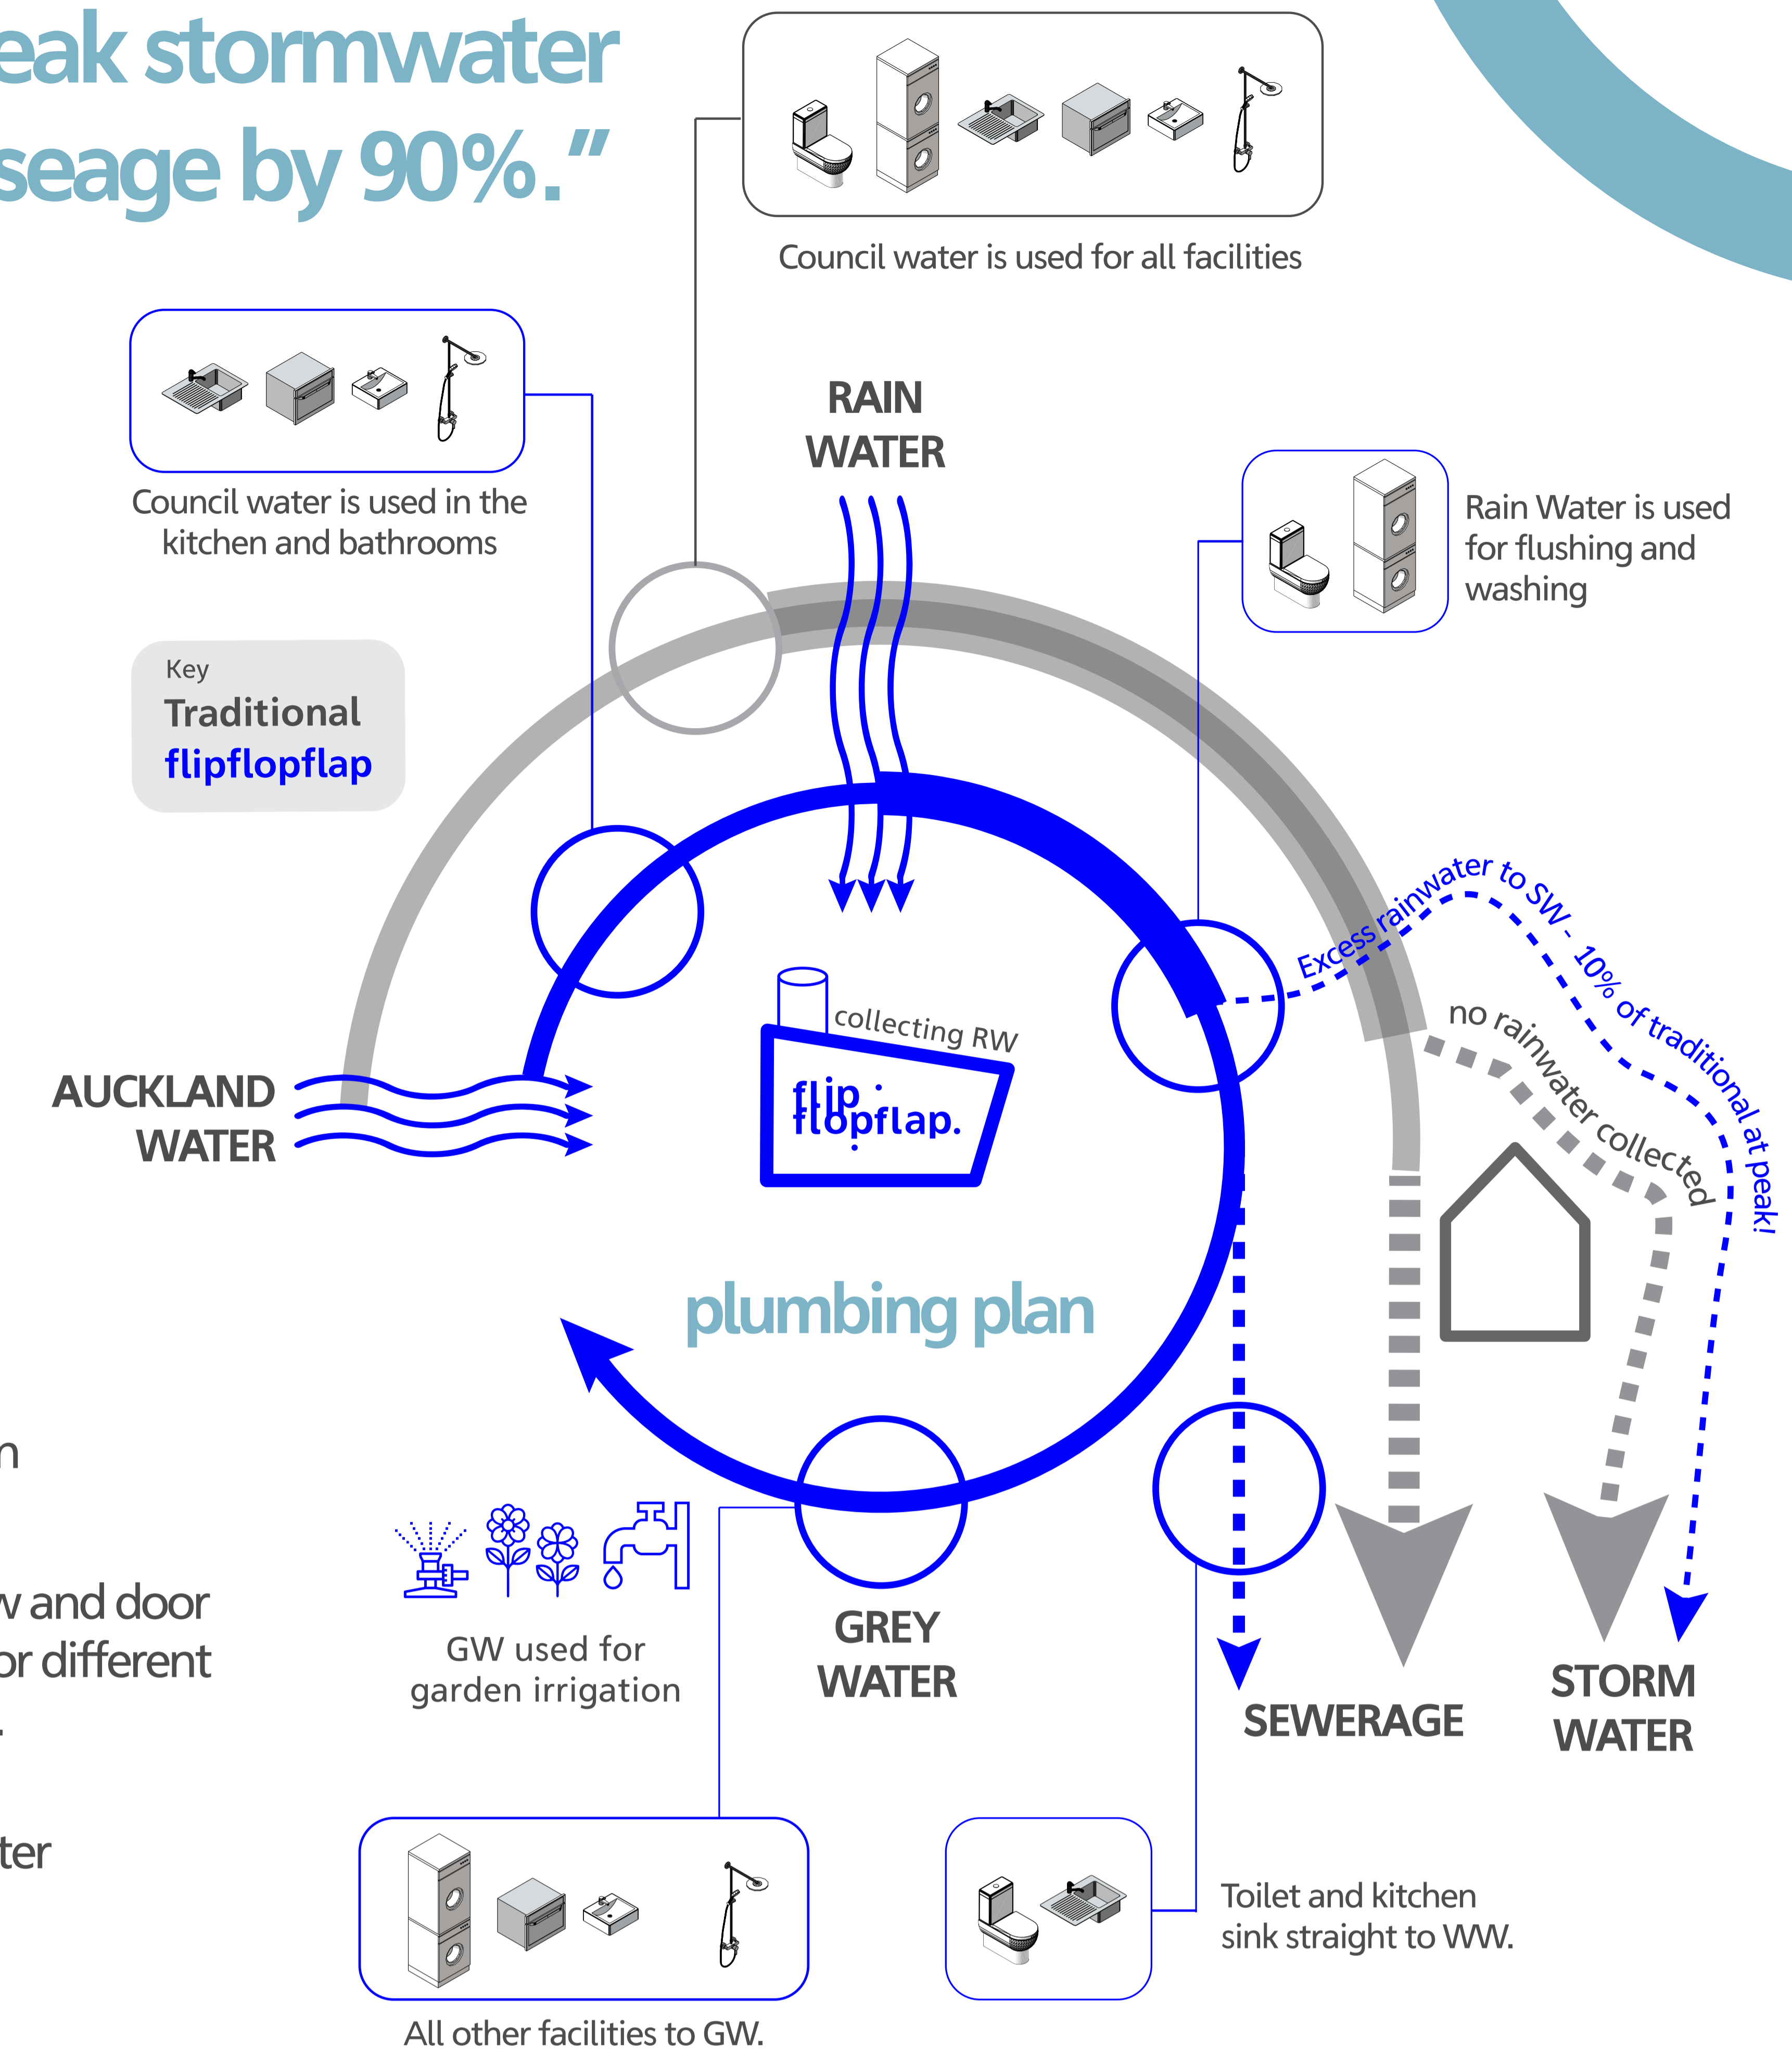 eak stormwater
seage by 90%.”
Council water is used for all facilities
Council water is used in the
kitchen and bathrooms
RAIN
WATER
Rain Water is used
for flushing and
washing
Key
Traditional
flipflopflap
Excess rainwater to SW - 10% of traditional at peak!
no rainwater collected
collecting RW
flip
flopflap.
AUCKLAND
WATER
plumbing plan
n
w and door
or different
ter
GW used for
garden irrigation
GREY
WATER
SEWERAGE
STORM
WATER
Toilet and kitchen
sink straight to WW.
All other facilities to GW.